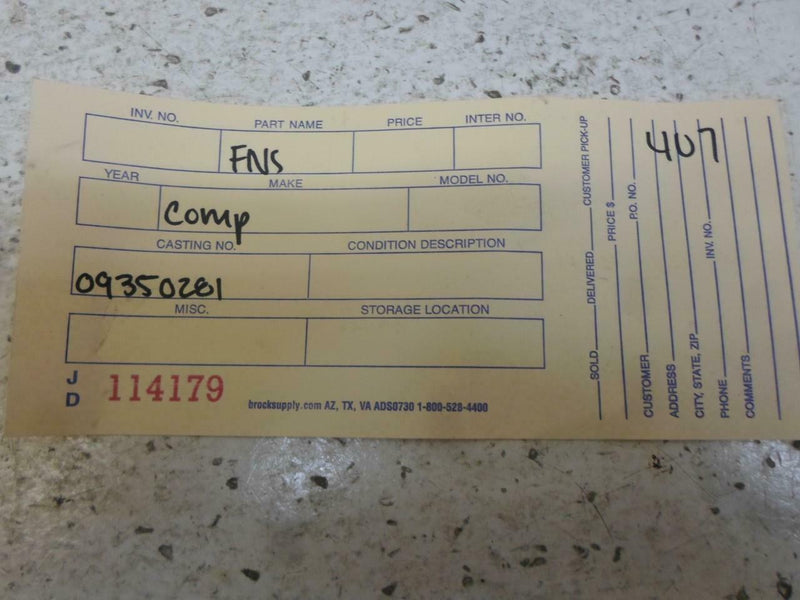 INV. NO. PART NAME PRICE INTER NO.
FNS
YEAR MAKE MODEL NO.
Comp
CASTING NO. CONDITION DESCRIPTION
09350281
MISC. STORAGE LOCATION
J
D
114179
brocksupply.com AZ, TX, VA ADS0730 1-800-528-4400
407
SOLD DELIVERED CUSTOMER PICK-UP
PRICE $
P.O. NO.
CUSTOMER
ADDRESS
CITY, STATE, ZIP INV. NO.
PHONE
COMMENTS